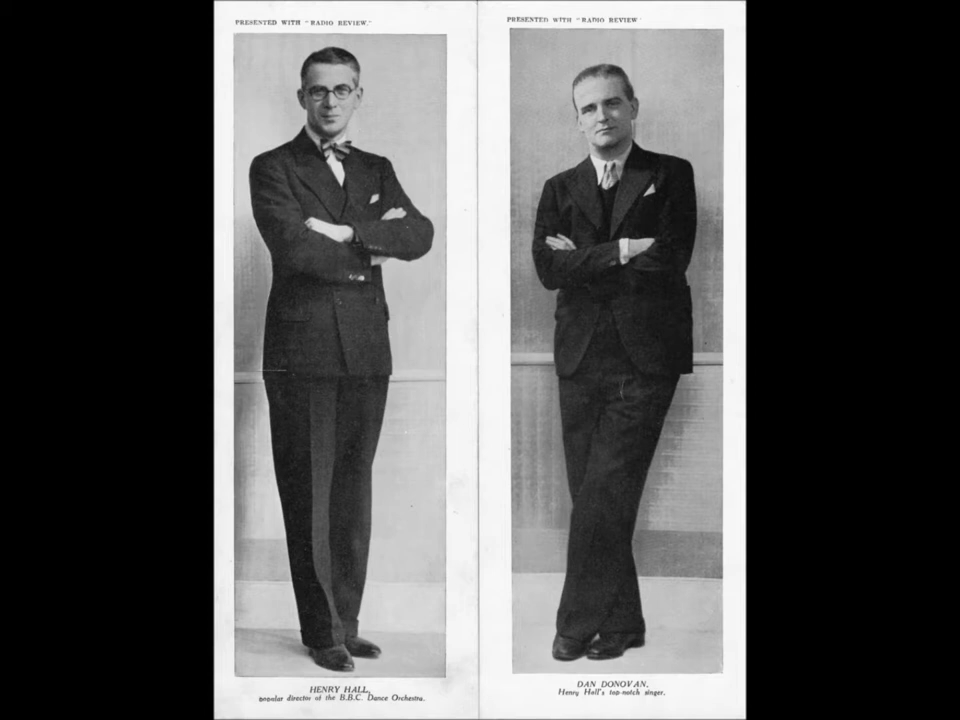 PRESENTED WITH "RADIO REVIEW."
HENRY HALL,
popular director of the B.B.C. Dance Orchestra.
PRESENTED WITH "RADIO REVIEW"
DAN DONOVAN,
Henry Hall's top-notch singer.